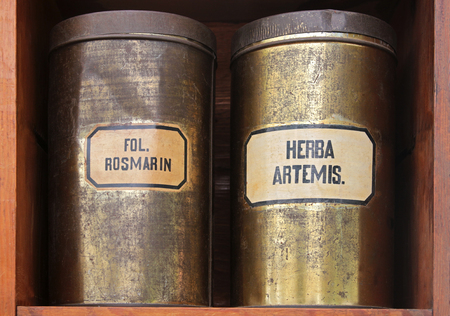 FOL.
ROSMARIN
HERBA
ARTEMIS.